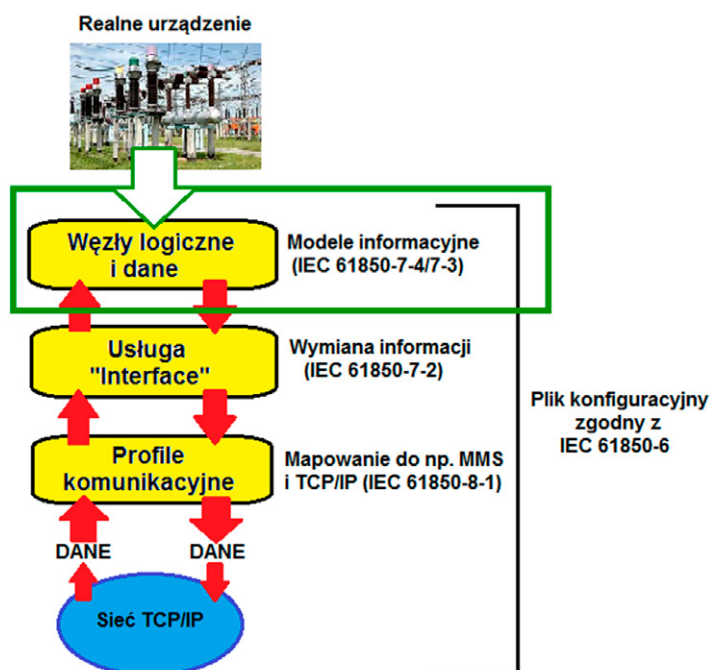 Realne urządzenie
Węzły logiczne
i dane
Modele informacyjne
(IEC 61850-7-4/7-3)
Usługa
"Interface"
Wymiana informacji
(IEC 61850-7-2)
Plik konfiguracyjny
zgodny z
IEC 61850-6
Profile
komunikacyjne
Mapowanie do np. MMS
i TCP/IP (IEC 61850-8-1)
DANE
DANE
Sieć TCP/IP